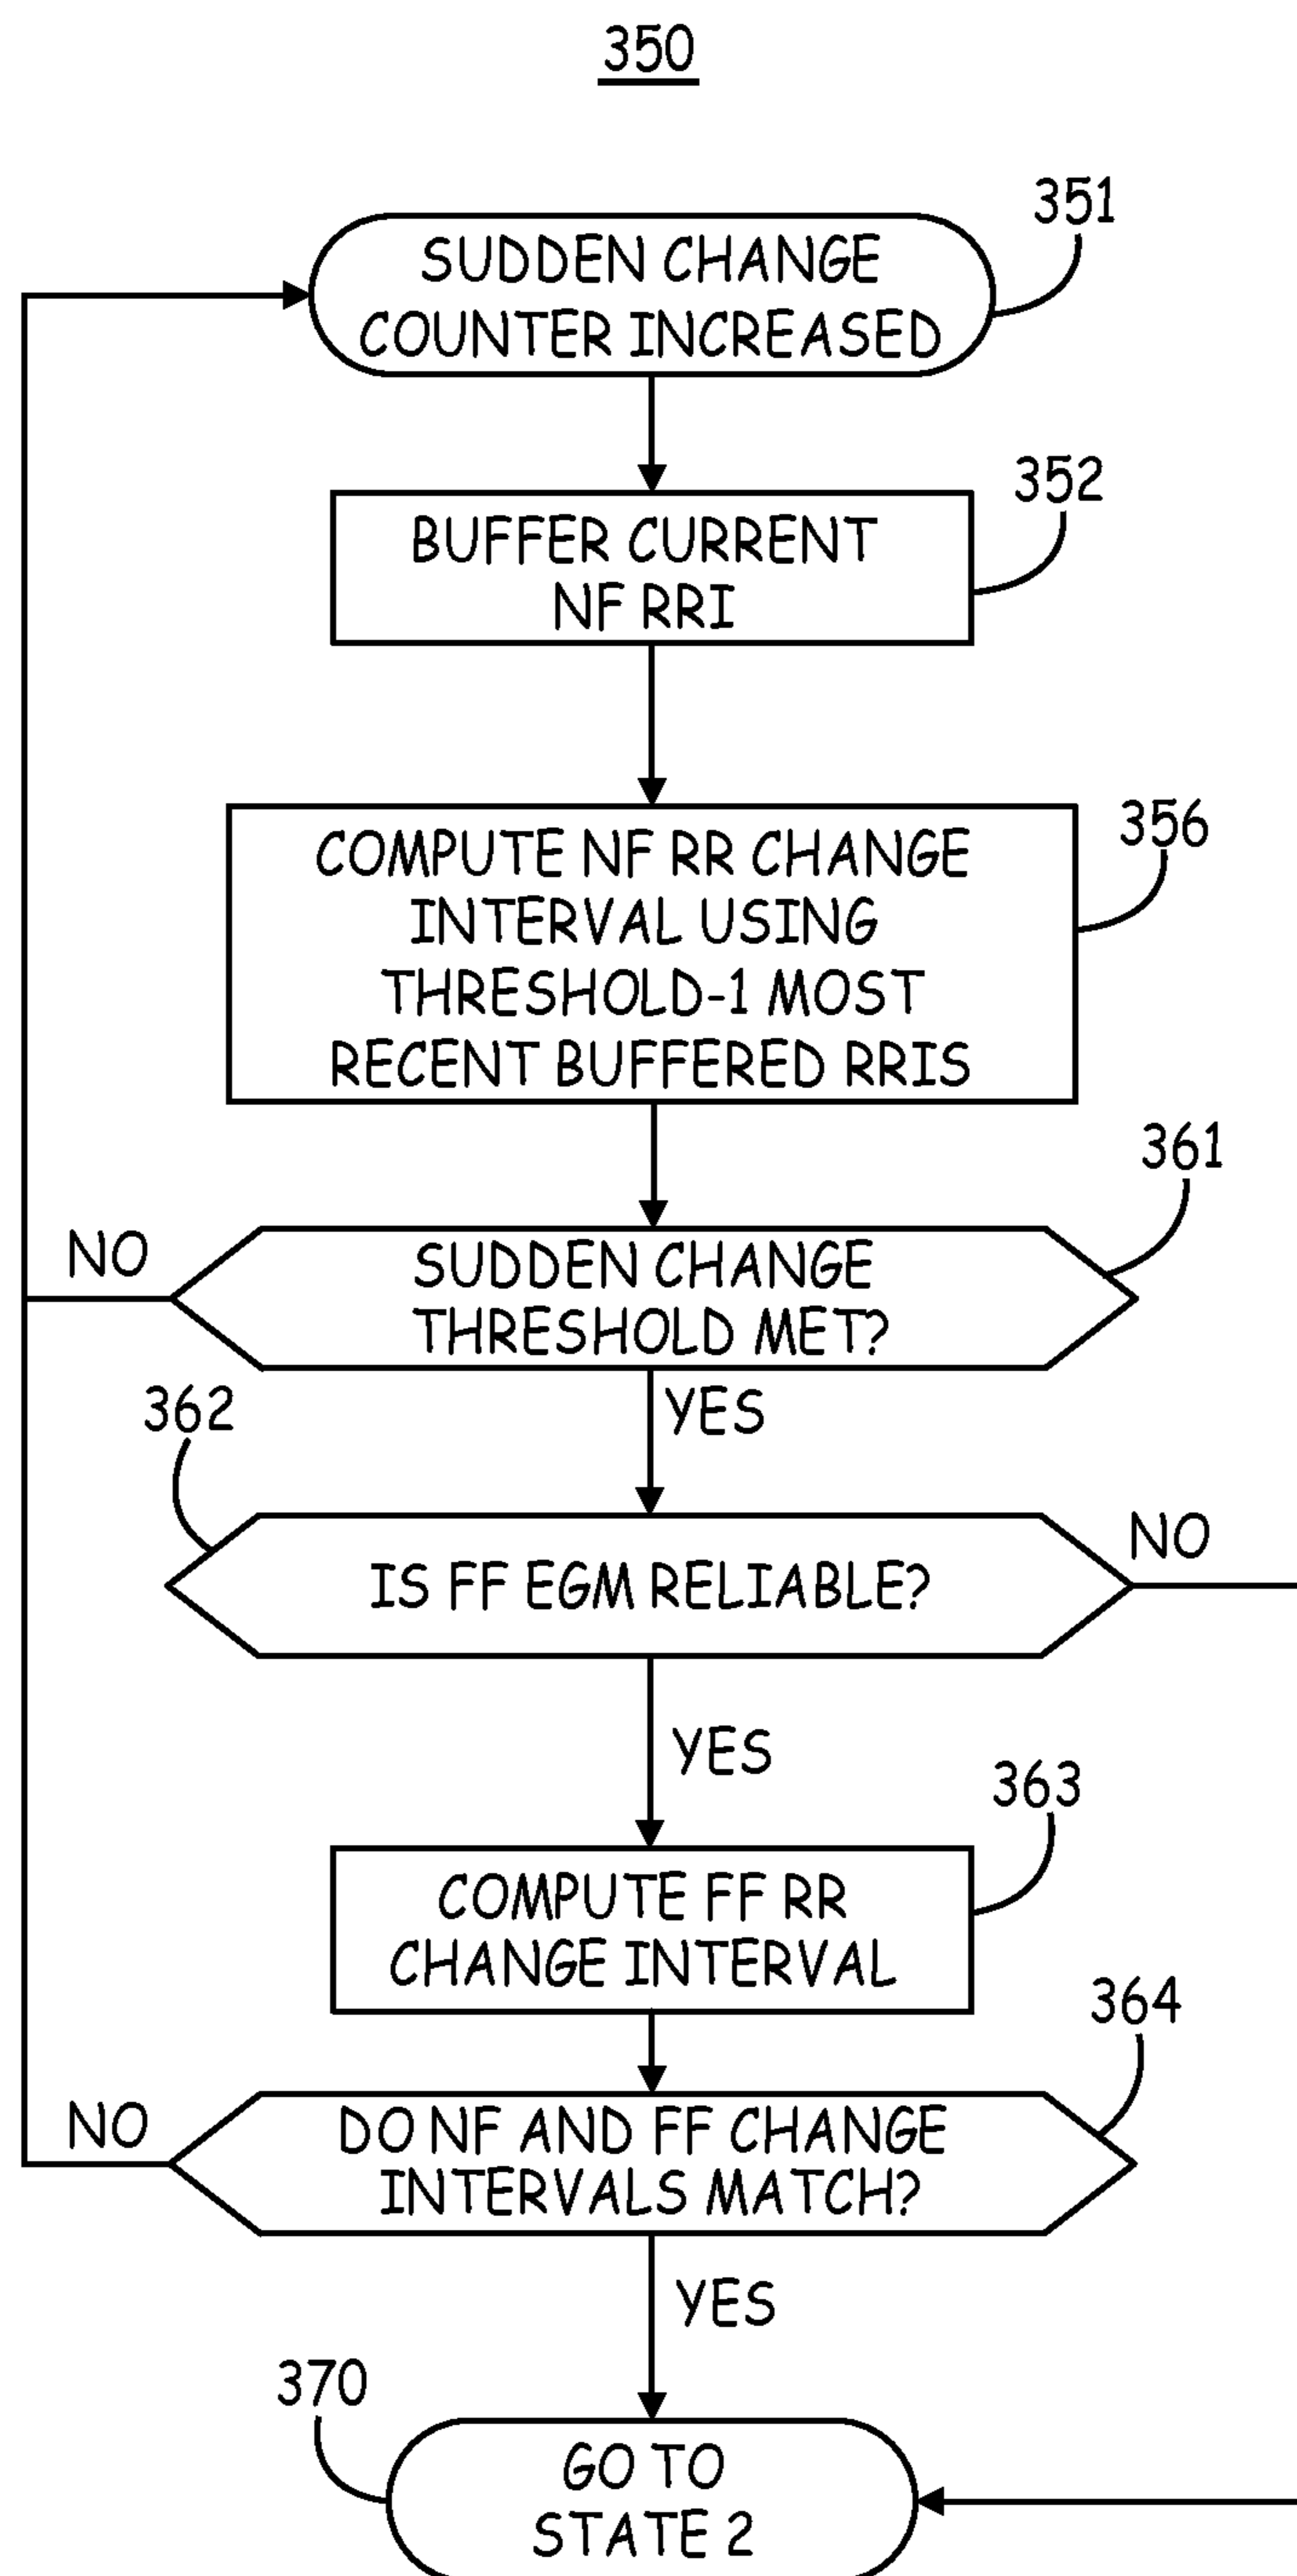 350
351
SUDDEN CHANGE
COUNTER INCREASED
352
BUFFER CURRENT
NF RRI
356
COMPUTE NF RR CHANGE
INTERVAL USING
THRESHOLD-1 MOST
RECENT BUFFERED RRIS
361
NO
SUDDEN CHANGE
THRESHOLD MET?
YES
362
NO
IS FF EGM RELIABLE?
YES
363
COMPUTE FF RR
CHANGE INTERVAL
364
NO
DO NF AND FF CHANGE
INTERVALS MATCH?
YES
370
GO TO
STATE 2